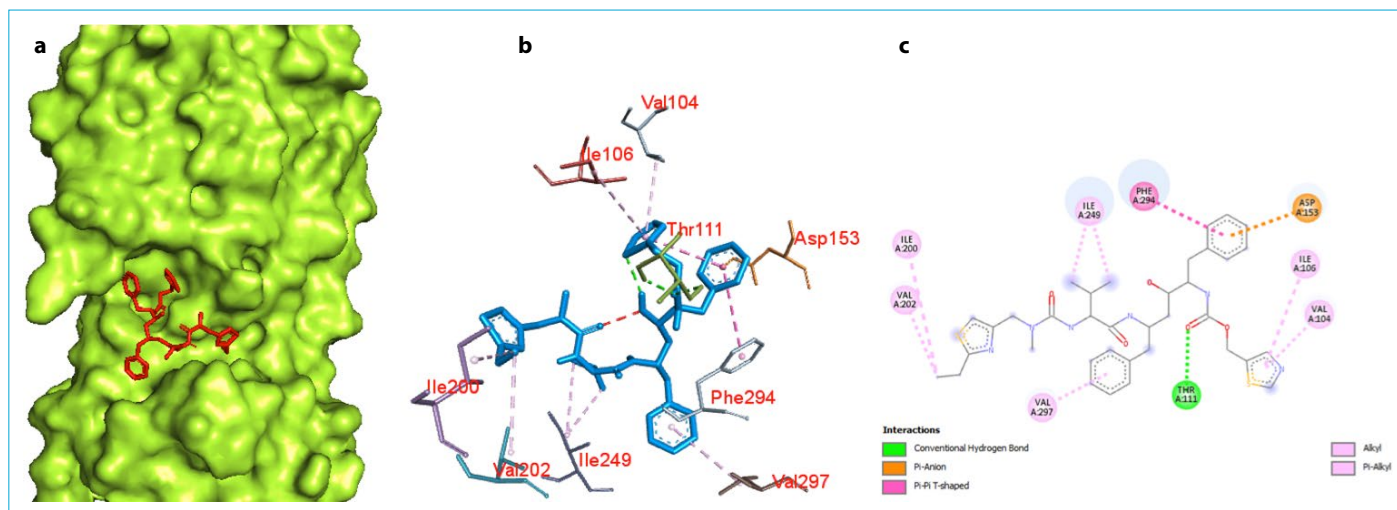 a
b
c
Val104
Ile106
Thr111
Asp153
Ile200
Phe294
Val202
Ile249
Val297
PHE
A:294
ILE
A:249
ASP
A:153
ILE
A:200
ILE
A:106
VAL
A:202
VAL
A:104
THR
A:111
VAL
A:297
Interactions
Conventional Hydrogen Bond
Pi-Anion
Pi-Pi T-shaped
Alkyl
Pi-Alkyl